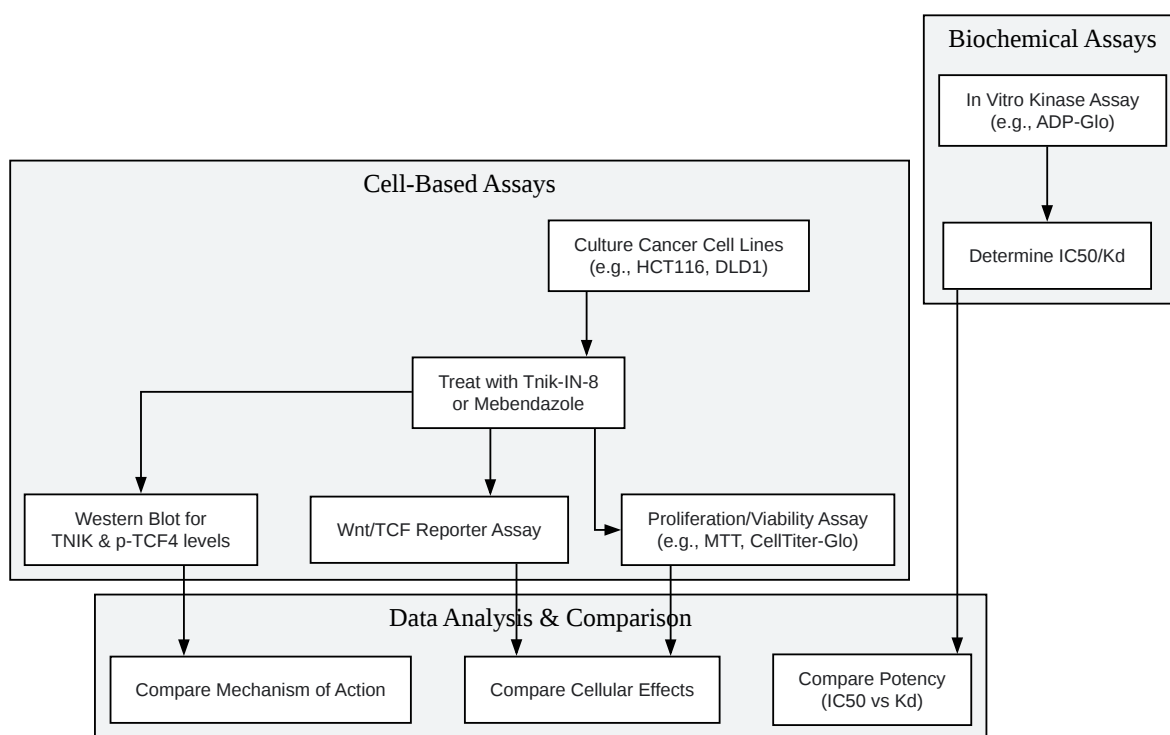 Biochemical Assays
In Vitro Kinase Assay
(e.g., ADP-Glo)
Determine IC50/Kd
Cell-Based Assays
Culture Cancer Cell Lines
(e.g., HCT116, DLD1)
Treat with Tnik-IN-8
or Mebendazole
Western Blot for
TNIK & p-TCF4 levels
Wnt/TCF Reporter Assay
Proliferation/Viability Assay
(e.g., MTT, CellTiter-Glo)
Data Analysis & Comparison
Compare Mechanism of Action
Compare Cellular Effects
Compare Potency
(IC50 vs Kd)